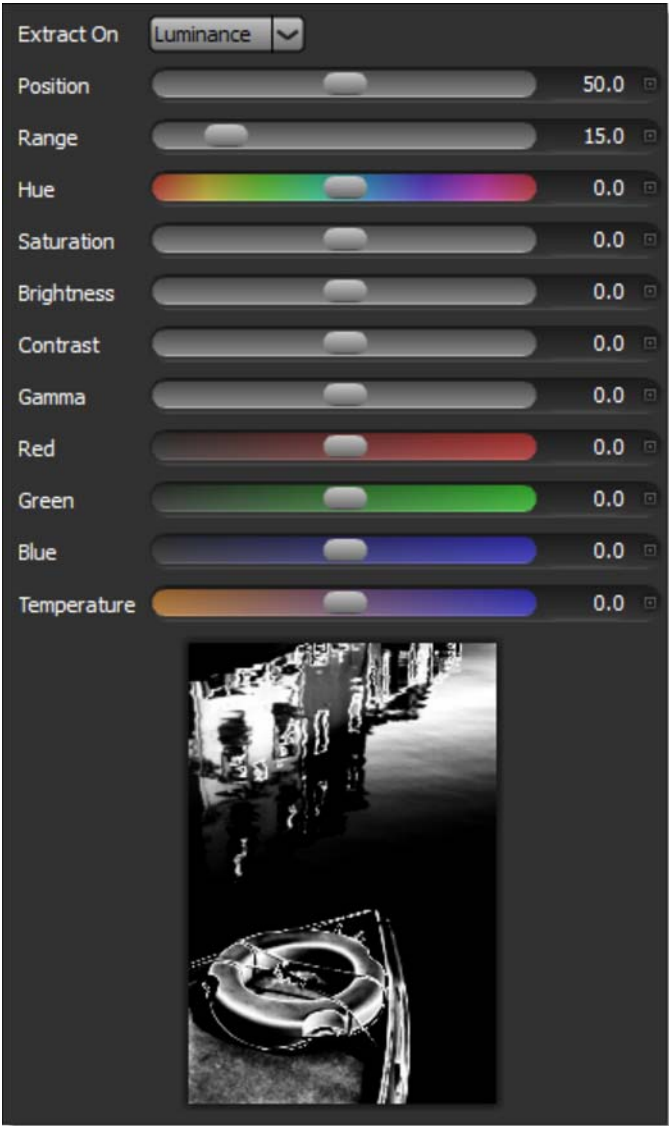 Extract On Luminance
Position 50.0
Range 15.0
Hue 0.0
Saturation 0.0
Brightness 0.0
Contrast 0.0
Gamma 0.0
Red 0.0
Green 0.0
Blue 0.0
Temperature 0.0